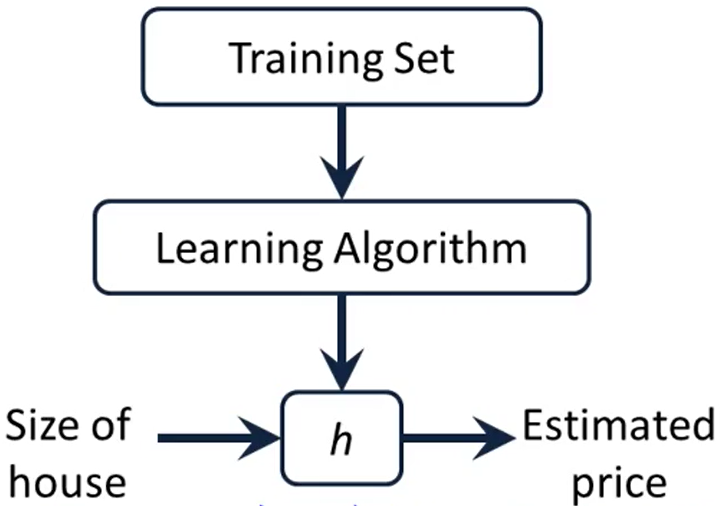 Training Set
Learning Algorithm
Size of
house
h
Estimated
price